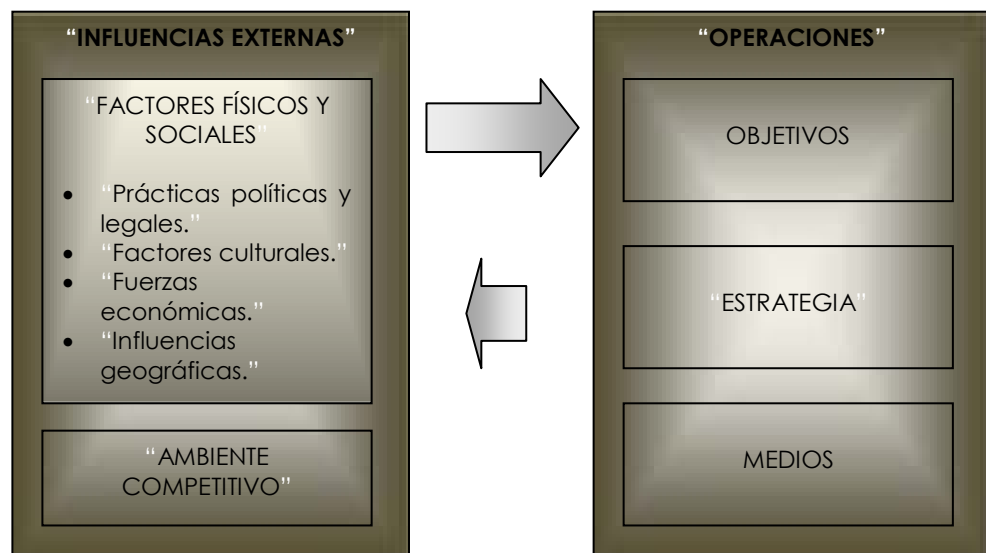 “INFLUENCIAS EXTERNAS”
“FACTORES FÍSICOS Y
SOCIALES”
• “Prácticas políticas y
legales.”
• “Factores culturales.”
• “Fuerzas
económicas.”
• “Influencias
geográficas.”
“AMBIENTE
COMPETITIVO”
“OPERACIONES”
OBJETIVOS
“ESTRATEGIA”
MEDIOS